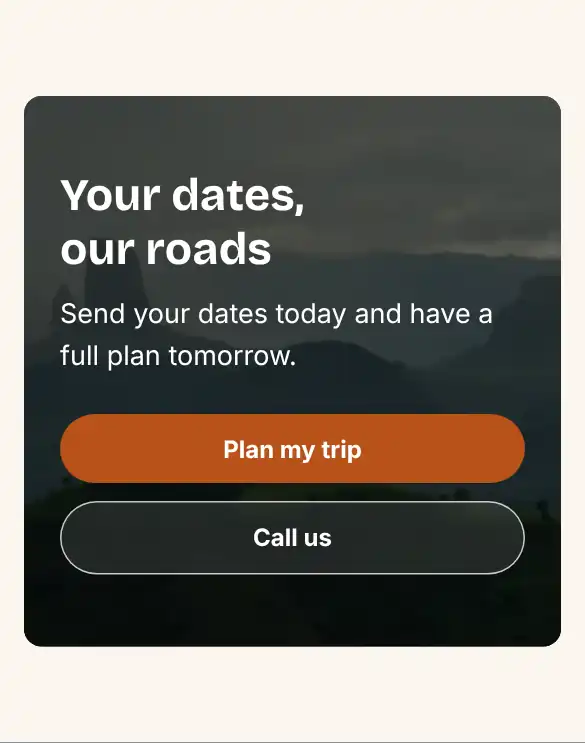 Your dates,
our roads
Send your dates today and have a
full plan tomorrow.
Plan my trip
Call us